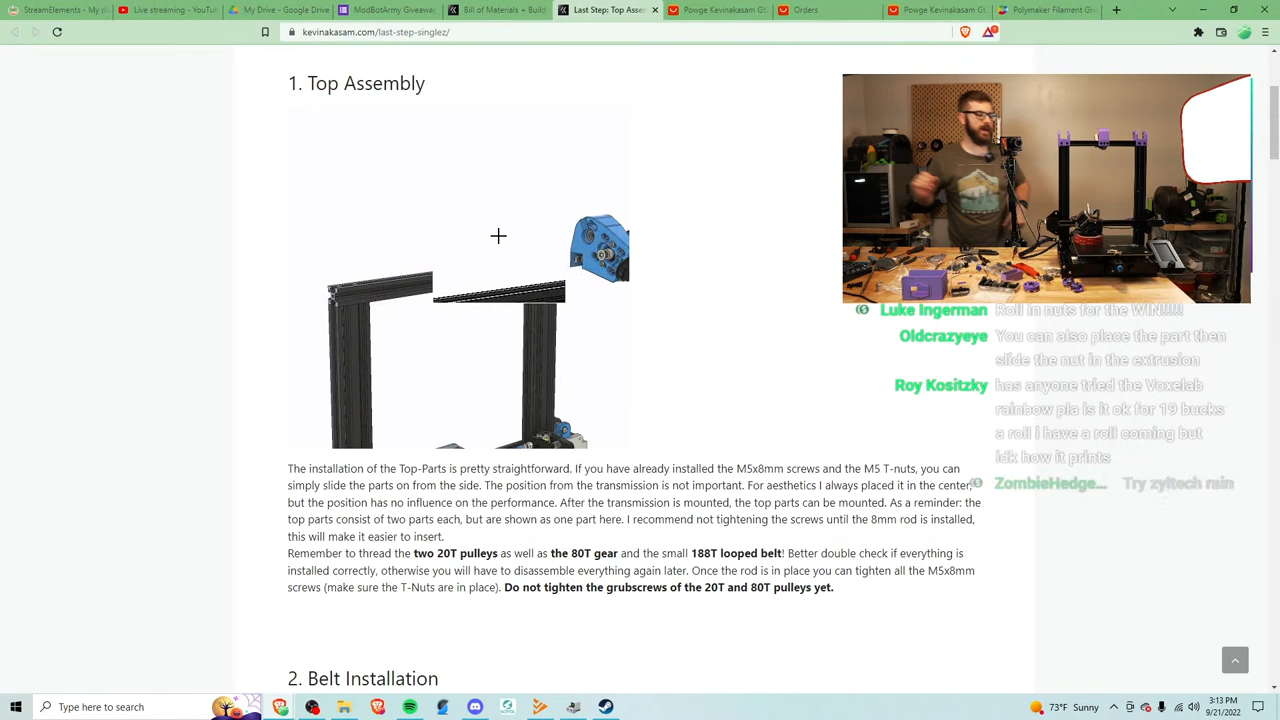 StreamElements - My da
Live streaming - YouTu
My Drive - Google Drive
ModBotArmy Giveaway
Bill of Materials + Build
Last Step: Top Assem
Powge Kevinakasam GT
Orders
Powge Kevinakasam GT
Polymaker Filament Giv
kevinakasam.com/last-step-singlez/
1. Top Assembly
Luke Ingerman Roll in nuts for the WIN!!!!!
Oldcrazyeye You can also place the part then
slide the nut in the extrusion
Roy Kositzky has anyone tried the Voxelab
rainbow pla is it ok for 19 bucks
a roll i have a roll coming but
idk how it prints
ZombieHedge... Try zyltech rain
The installation of the Top-Parts is pretty straightforward. If you have already installed the M5x8mm screws and the M5 T-nuts, you can
simply slide the parts on from the side. The position from the transmission is not important. For aesthetics I always placed it in the center,
but the position has no influence on the performance. After the transmission is mounted, the top parts can be mounted. As a reminder: the
top parts consist of two parts each, but are shown as one part here. I recommend not tightening the screws until the 8mm rod is installed,
this will make it easier to insert.
Remember to thread the two 20T pulleys as well as the 80T gear and the small 188T looped belt! Better double check if everything is
installed correctly, otherwise you will have to disassemble everything again later. Once the rod is in place you can tighten all the M5x8mm
screws (make sure the T-Nuts are in place). Do not tighten the grubscrews of the 20T and 80T pulleys yet.
2. Belt Installation
Type here to search
73°F Sunny
3:13 PM
9/21/2022